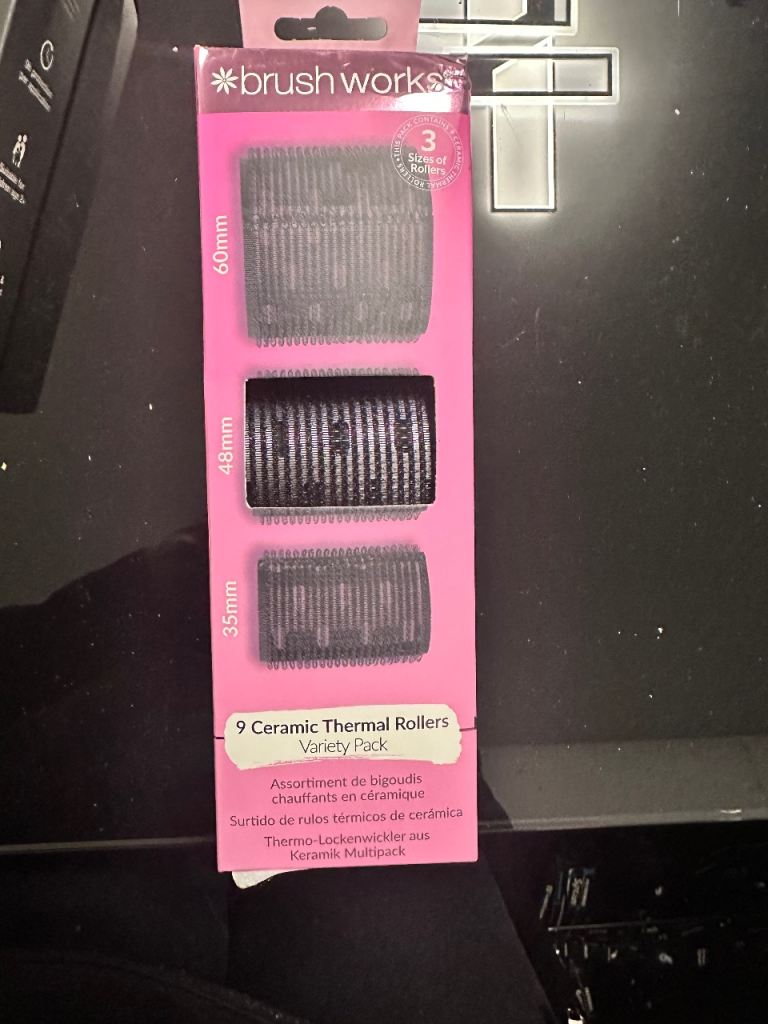 brushworks
THIS PACK CONTAINS 9 CERAMIC THERMAL ROLLERS
3
Sizes of
Rollers
60mm
48mm
35mm
9 Ceramic Thermal Rollers
Variety Pack
Assortiment de bigoudis
chauffants en céramique
Surtido de rulos térmicos de cerámica
Thermo-Lockenwickler aus
Keramik Multipack